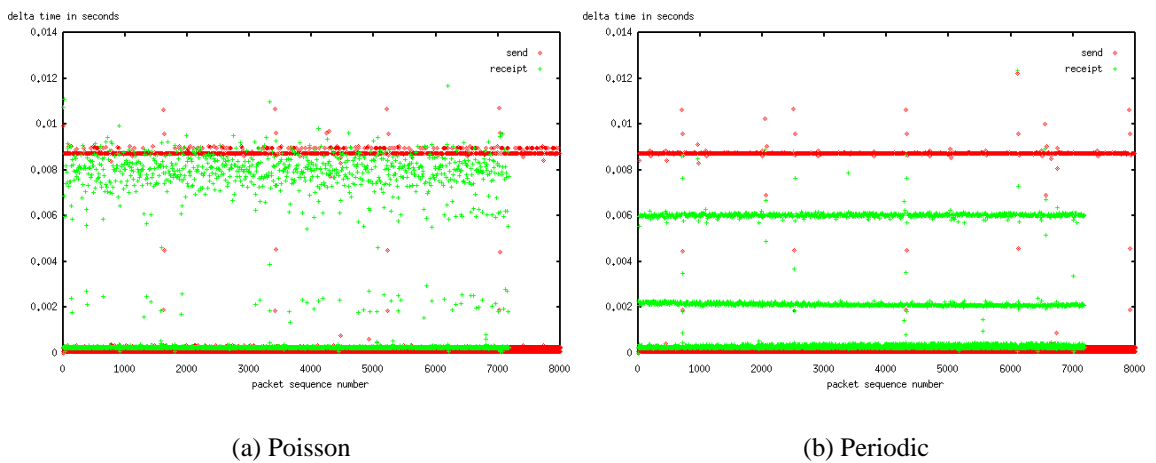 delta time in seconds
0.014
0.012
0.01
0.008
0.006
0.004
0.002
0
0 1000 2000 3000 4000 5000 6000 7000 8000
packet sequence number
send
receipt
(a) Poisson
delta time in seconds
0.014
0.012
0.01
0.008
0.006
0.004
0.002
0
0 1000 2000 3000 4000 5000 6000 7000 8000
packet sequence number
send
receipt
(b) Periodic